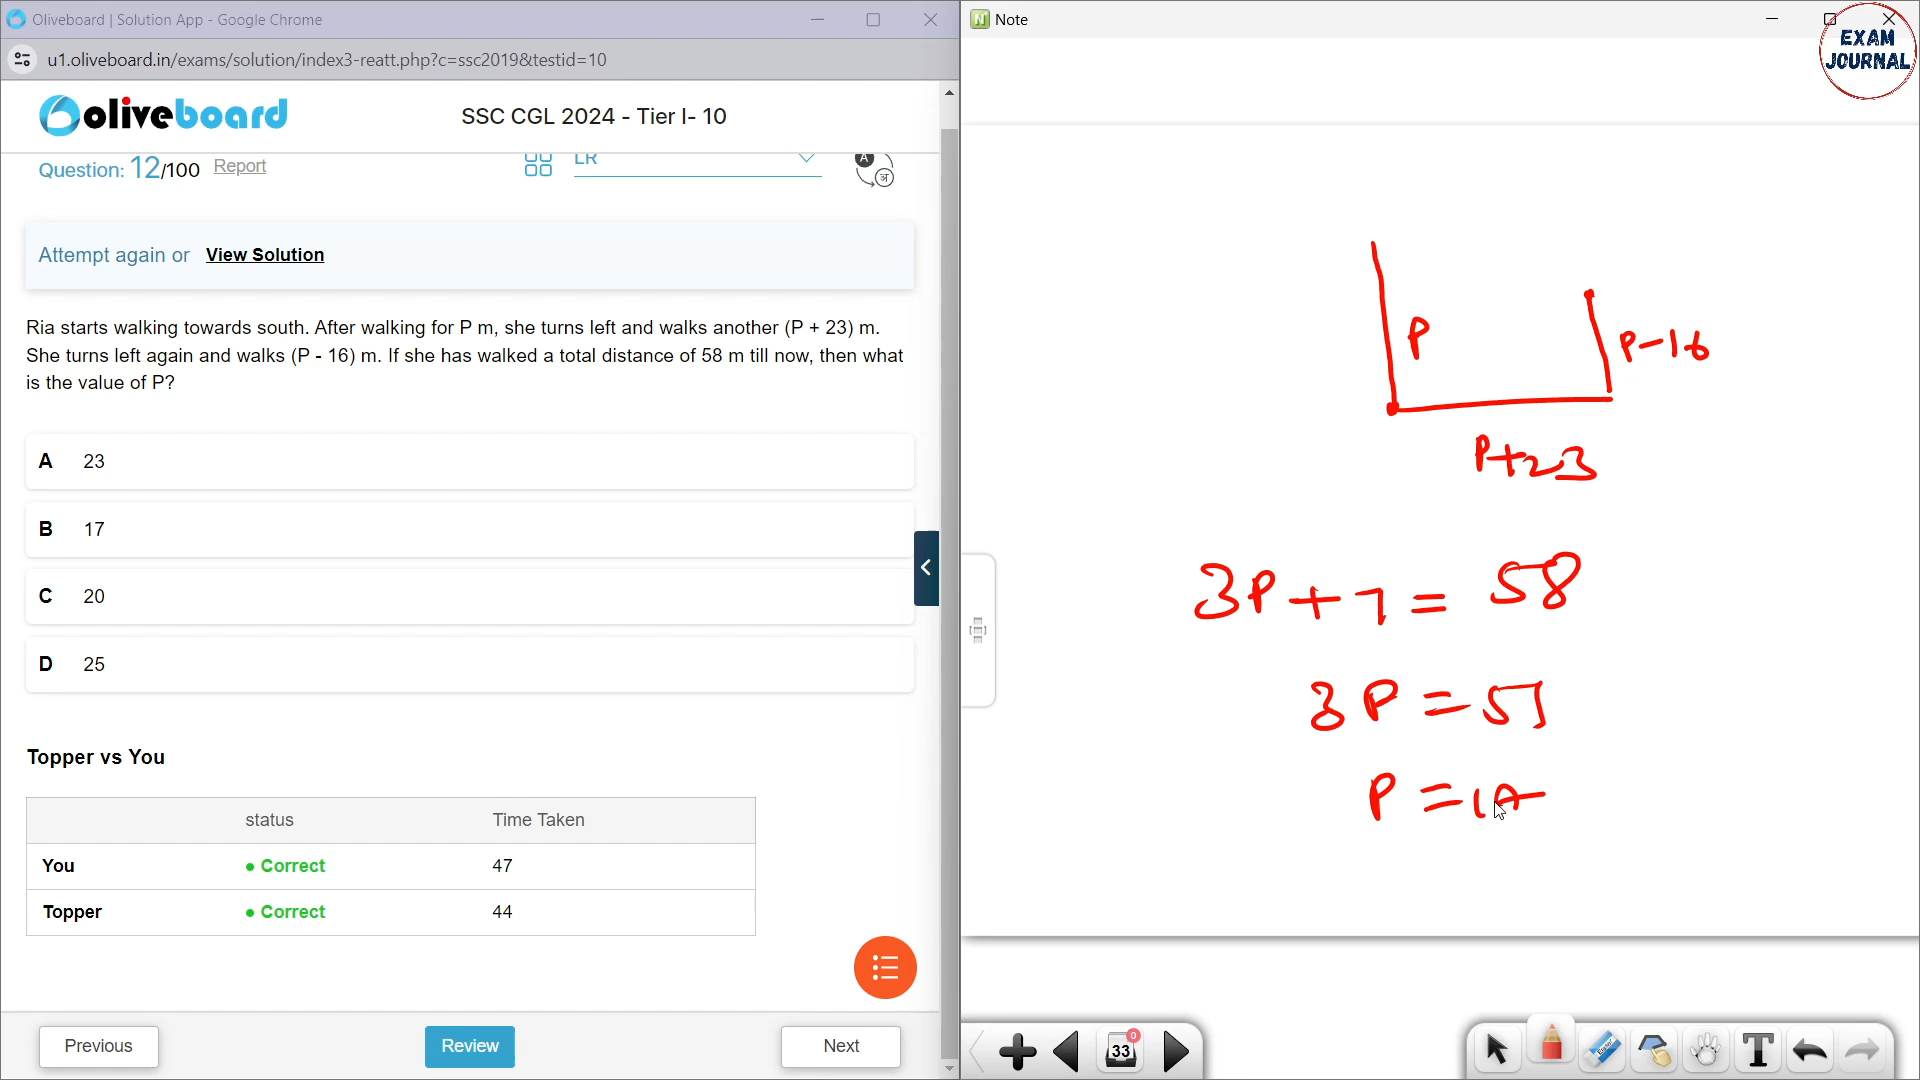 Oliveboard | Solution App - Google Chrome
u1.oliveboard.in/exams/solution/index3-reatt.php?c=ssc2019&testid=10
oliveboard
SSC CGL 2024 - Tier I- 10
Question: 12/100 Report
LR
A
अ
Attempt again or View Solution
Ria starts walking towards south. After walking for P m, she turns left and walks another (P + 23) m.
She turns left again and walks (P - 16) m. If she has walked a total distance of 58 m till now, then what
is the value of P?
A 23
B 17
C 20
D 25
Topper vs You
status Time Taken
You Correct 47
Topper Correct 44
Previous
Review
Next
N Note
EXAM
JOURNAL
P
P-16
P+23
3P+7= 58
3P=51
P=17
33
0
T